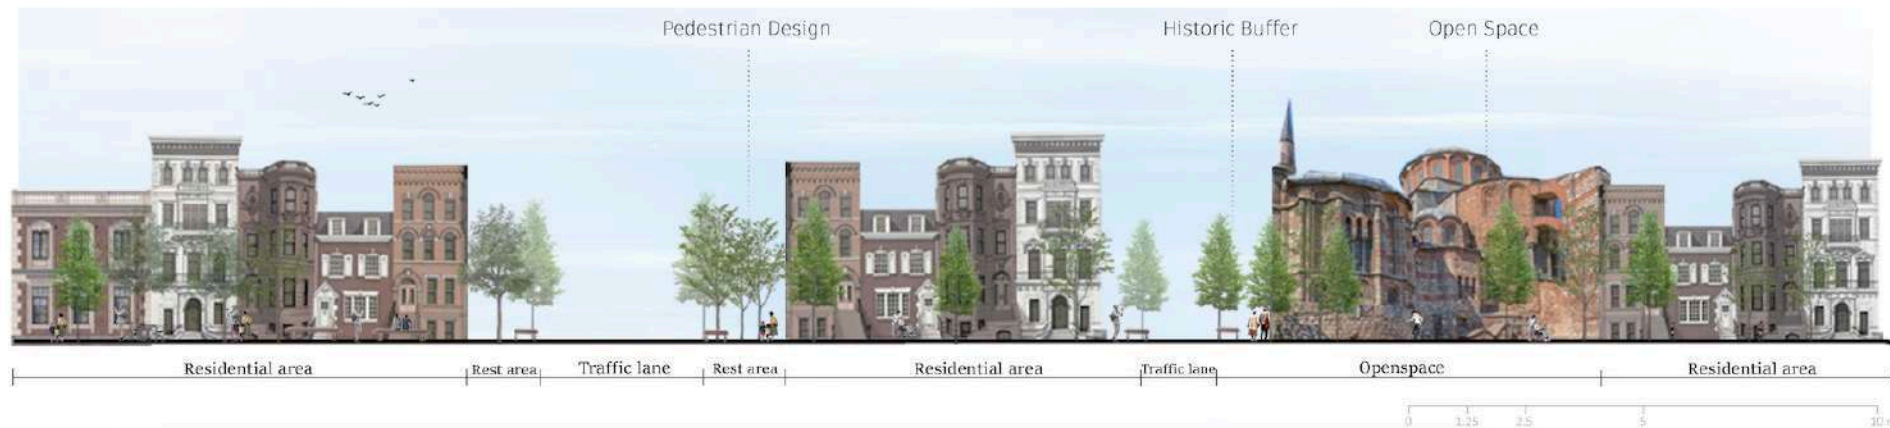 Pedestrian Design
Historic Buffer
Open Space
Residential area
Rest area
Traffic lane
Rest area
Residential area
Traffic lane
Openspace
Residential area
0 1.25 2.5 5 10